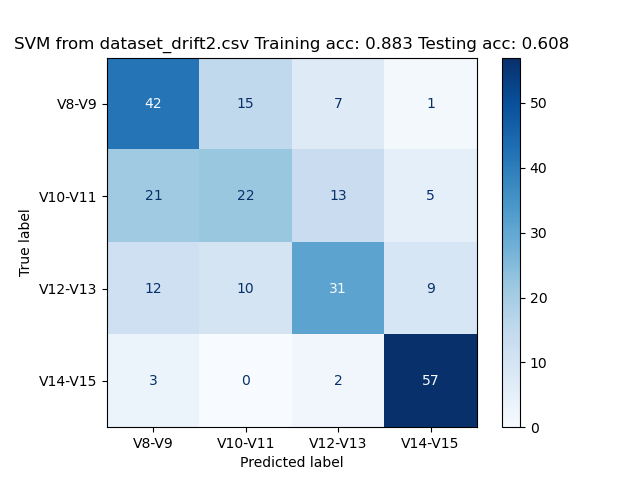 SVM from dataset_drift2.csv Training acc: 0.883 Testing acc: 0.608
True label
V8-V9 42 15 7 1
V10-V11 21 22 13 5
V12-V13 12 10 31 9
V14-V15 3 0 2 57
V8-V9 V10-V11 V12-V13 V14-V15
Predicted label
50
40
30
20
10
0